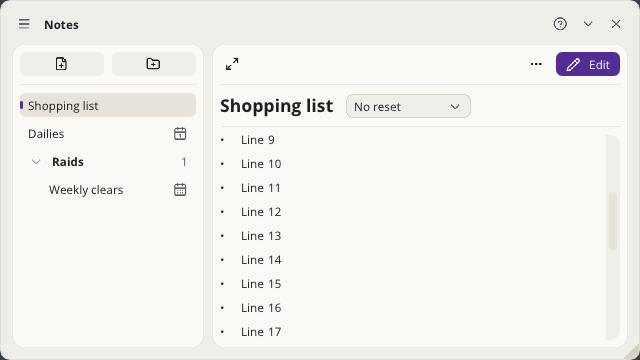 Notes
Shopping list
Dailies
Raids 1
Weekly clears
Edit
Shopping list No reset
• Line 9
• Line 10
• Line 11
• Line 12
• Line 13
• Line 14
• Line 15
• Line 16
• Line 17